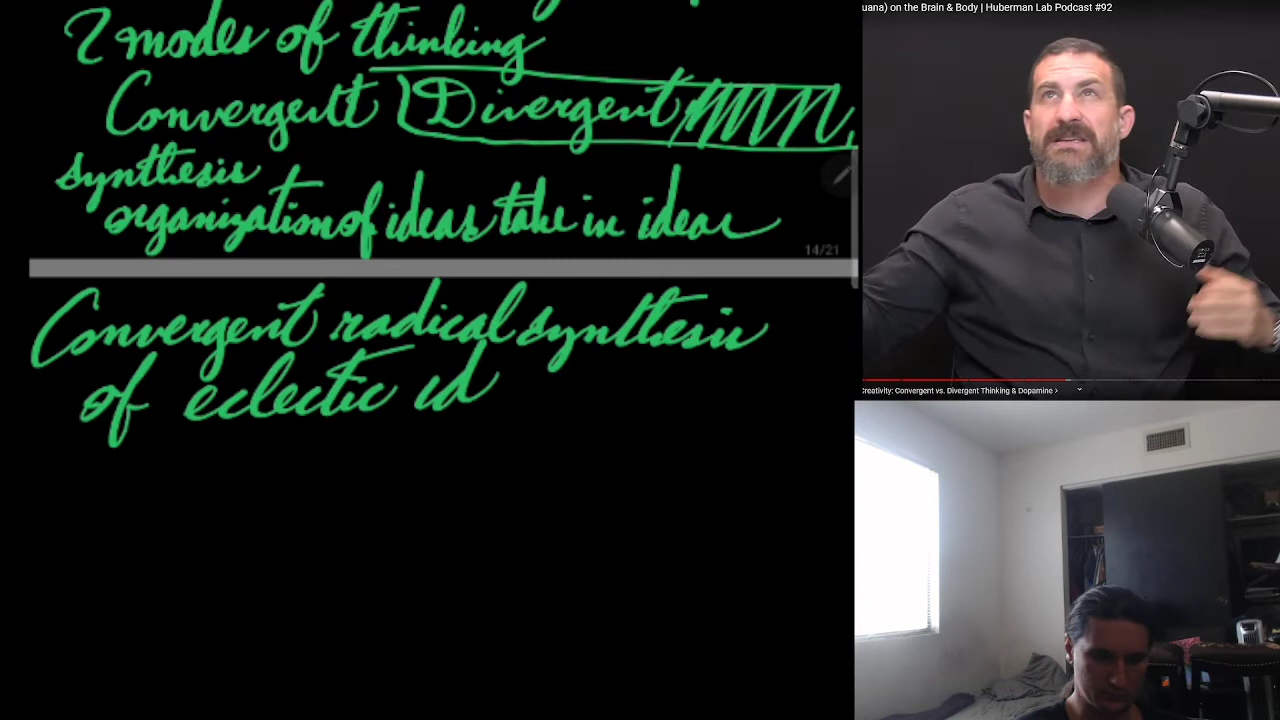 2 modes of thinking
Convergent Divergent
synthesis
organization of ideas take in ideas
14/21
Convergent radical synthesis
of eclectic id
uana) on the Brain & Body | Huberman Lab Podcast #92
Creativity: Convergent vs. Divergent Thinking & Dopamine >